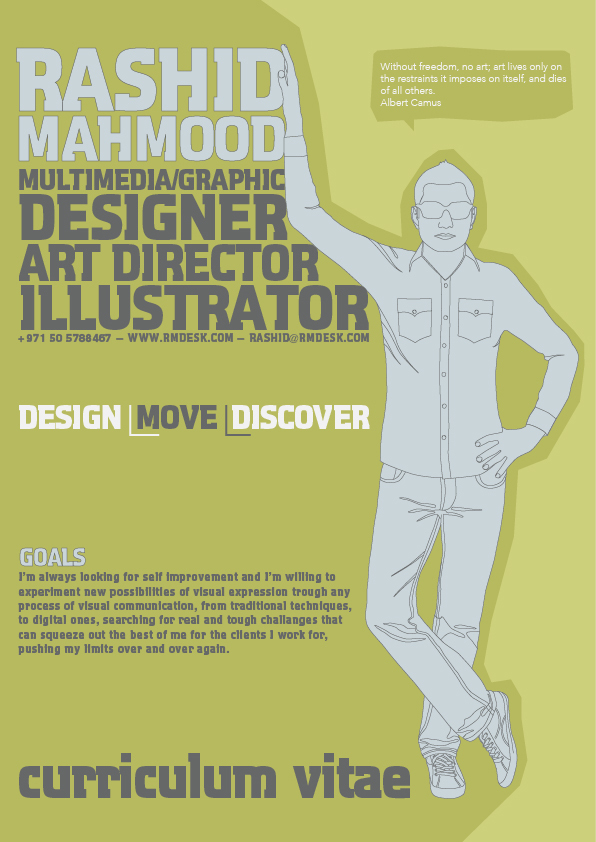 RASHID
MAHMOOD
MULTIMEDIA/GRAPHIC
DESIGNER
ART DIRECTOR
ILLUSTRATOR
+971 50 5788467 – WWW.RMDESK.COM – RASHID@RMDESK.COM
Without freedom, no art; art lives only on
the restraints it imposes on itself, and dies
of all others.
Albert Camus
DESIGN MOVE DISCOVER
GOALS
I'm always looking for self improvement and I'm willing to
experiment new possibilities of visual expression trough any
process of visual communication, from traditional techniques,
to digital ones, searching for real and tough challanges that
can squeeze out the best of me for the clients I work for,
pushing my limits over and over again.
curriculum vitae